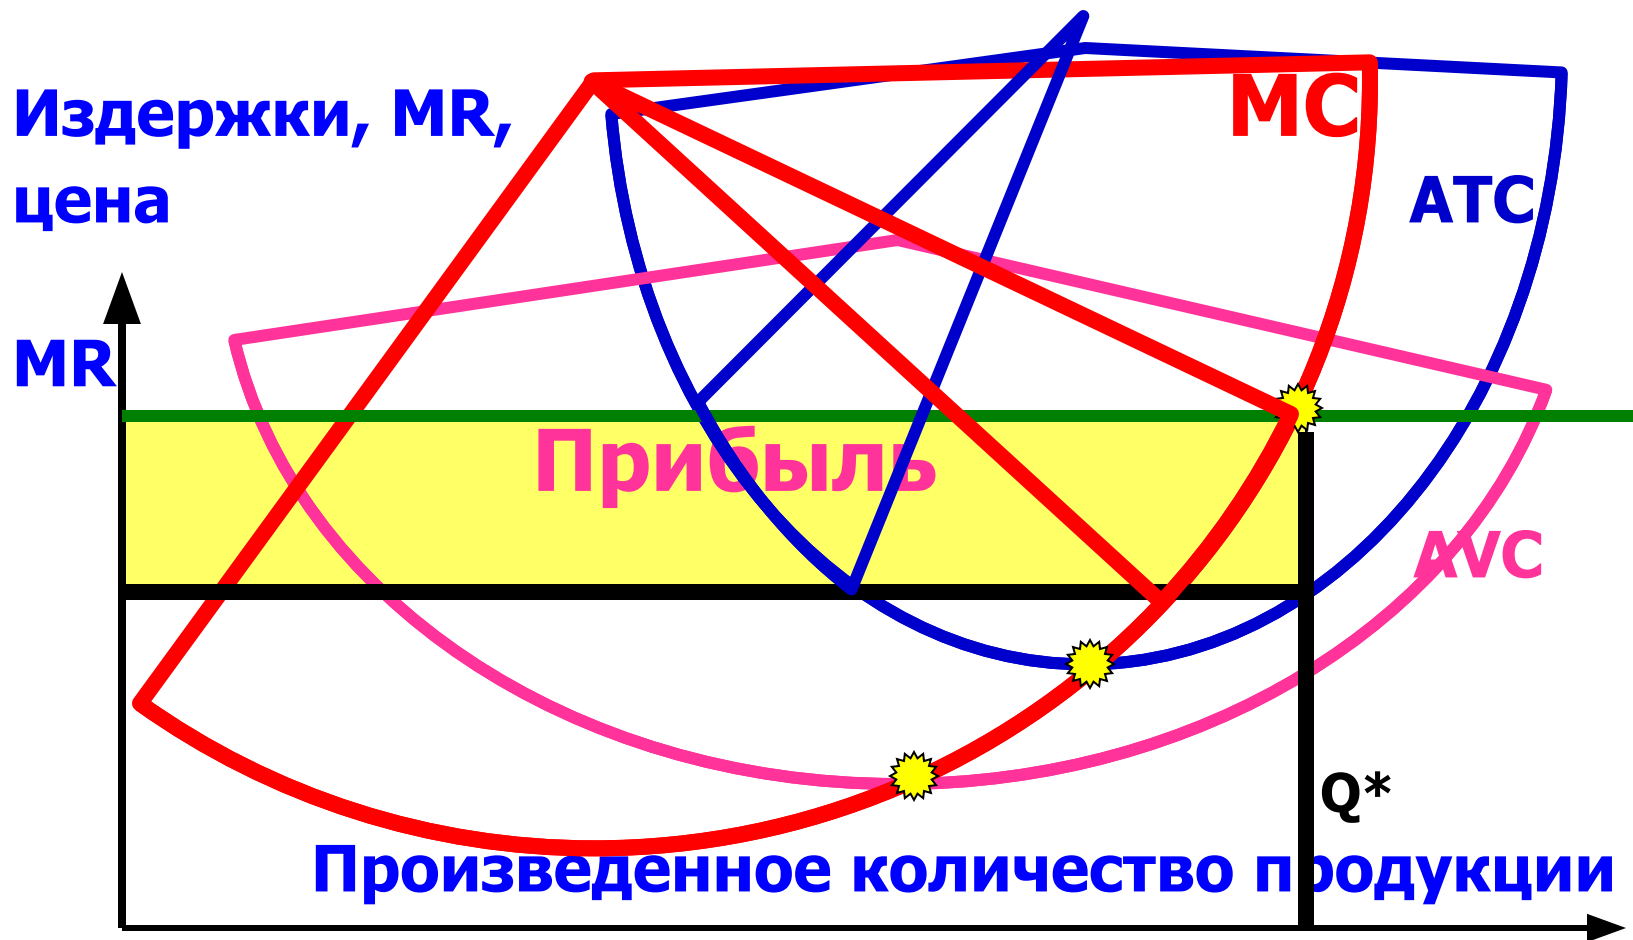 Издержки, MR,
цена
MC
ATC
MR
Прибыль
AVC
Q*
Произведенное количество продукции